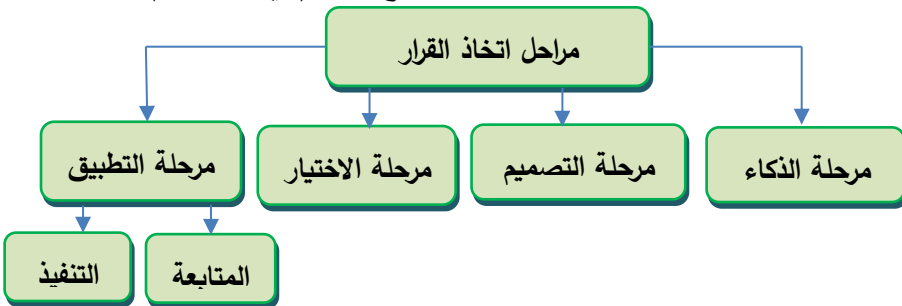 مراحل اتخاذ القرار
مرحلة الذكاء
مرحلة التصميم
مرحلة الاختيار
مرحلة التطبيق
المتابعة
التنفيذ